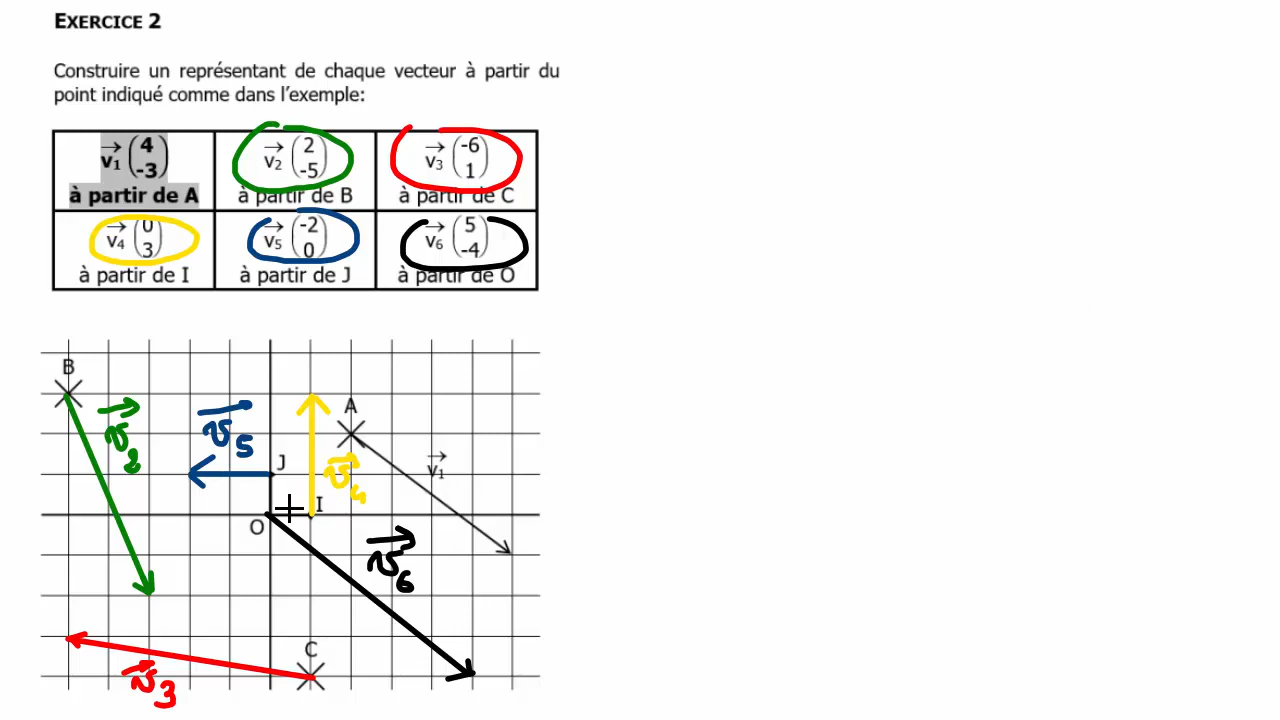 EXERCICE 2
Construire un représentant de chaque vecteur à partir du
point indiqué comme dans l'exemple:
v₁ (4 -3)
à partir de A
v₂ (2 -5)
à partir de B
v₃ (-6 1)
à partir de C
v₄ (0 3)
à partir de I
v₅ (-2 0)
à partir de J
v₆ (5 -4)
à partir de O
B
A
v₂
v₅
J
v₄
v₁
I
O
v₆
C
v₃